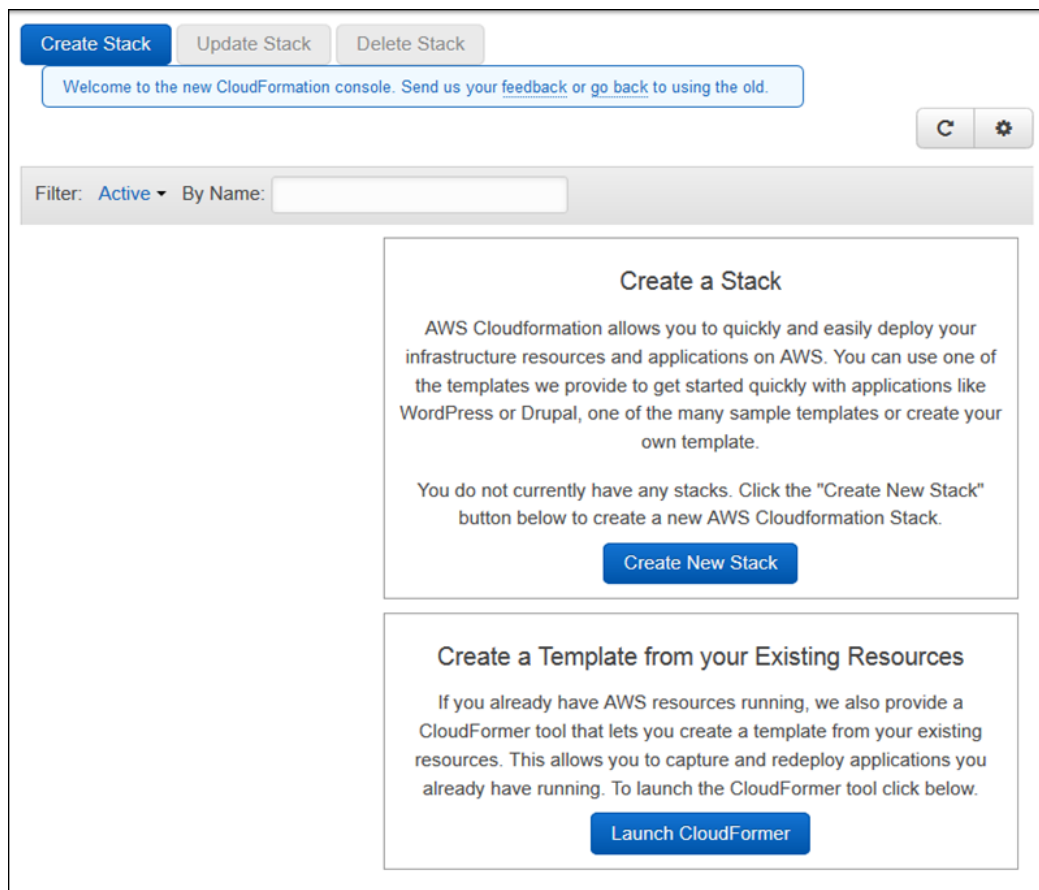 Create Stack Update Stack Delete Stack
Welcome to the new CloudFormation console. Send us your feedback or go back to using the old.
Filter: Active By Name:
Create a Stack
AWS Cloudformation allows you to quickly and easily deploy your
infrastructure resources and applications on AWS. You can use one of
the templates we provide to get started quickly with applications like
WordPress or Drupal, one of the many sample templates or create your
own template.
You do not currently have any stacks. Click the "Create New Stack"
button below to create a new AWS Cloudformation Stack.
Create New Stack
Create a Template from your Existing Resources
If you already have AWS resources running, we also provide a
CloudFormer tool that lets you create a template from your existing
resources. This allows you to capture and redeploy applications you
already have running. To launch the CloudFormer tool click below.
Launch CloudFormer